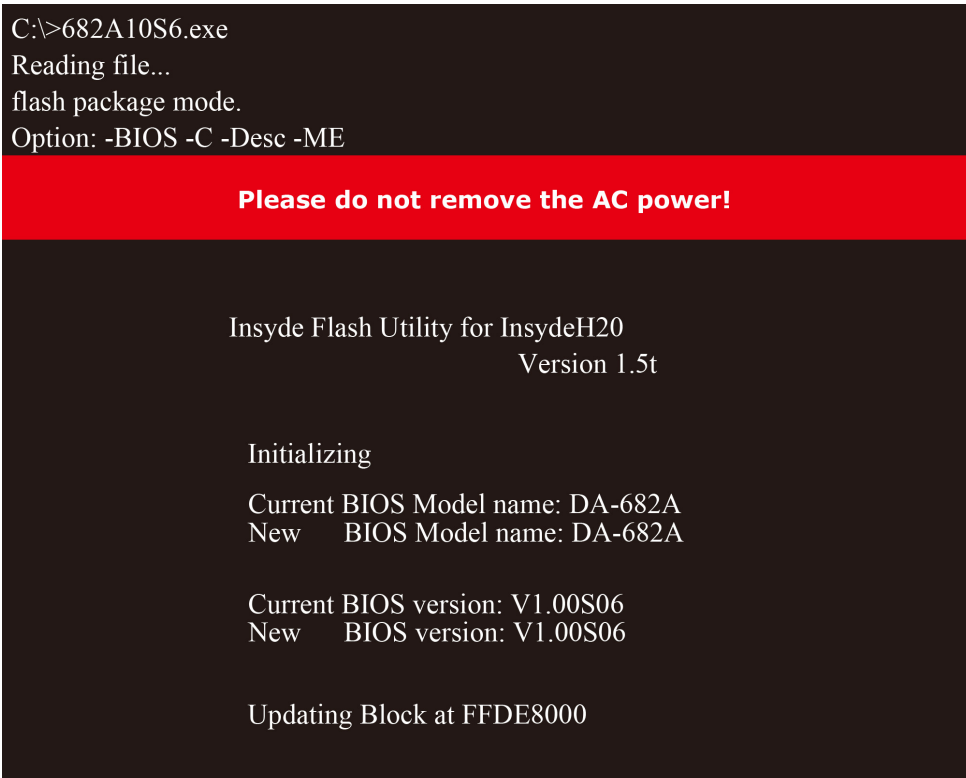 C:\>682A10S6.exe
Reading file...
flash package mode.
Option: -BIOS -C -Desc -ME
Please do not remove the AC power!
Insyde Flash Utility for InsydeH20
Version 1.5t
Initializing
Current BIOS Model name: DA-682A
New BIOS Model name: DA-682A
Current BIOS version: V1.00S06
New BIOS version: V1.00S06
Updating Block at FFDE8000